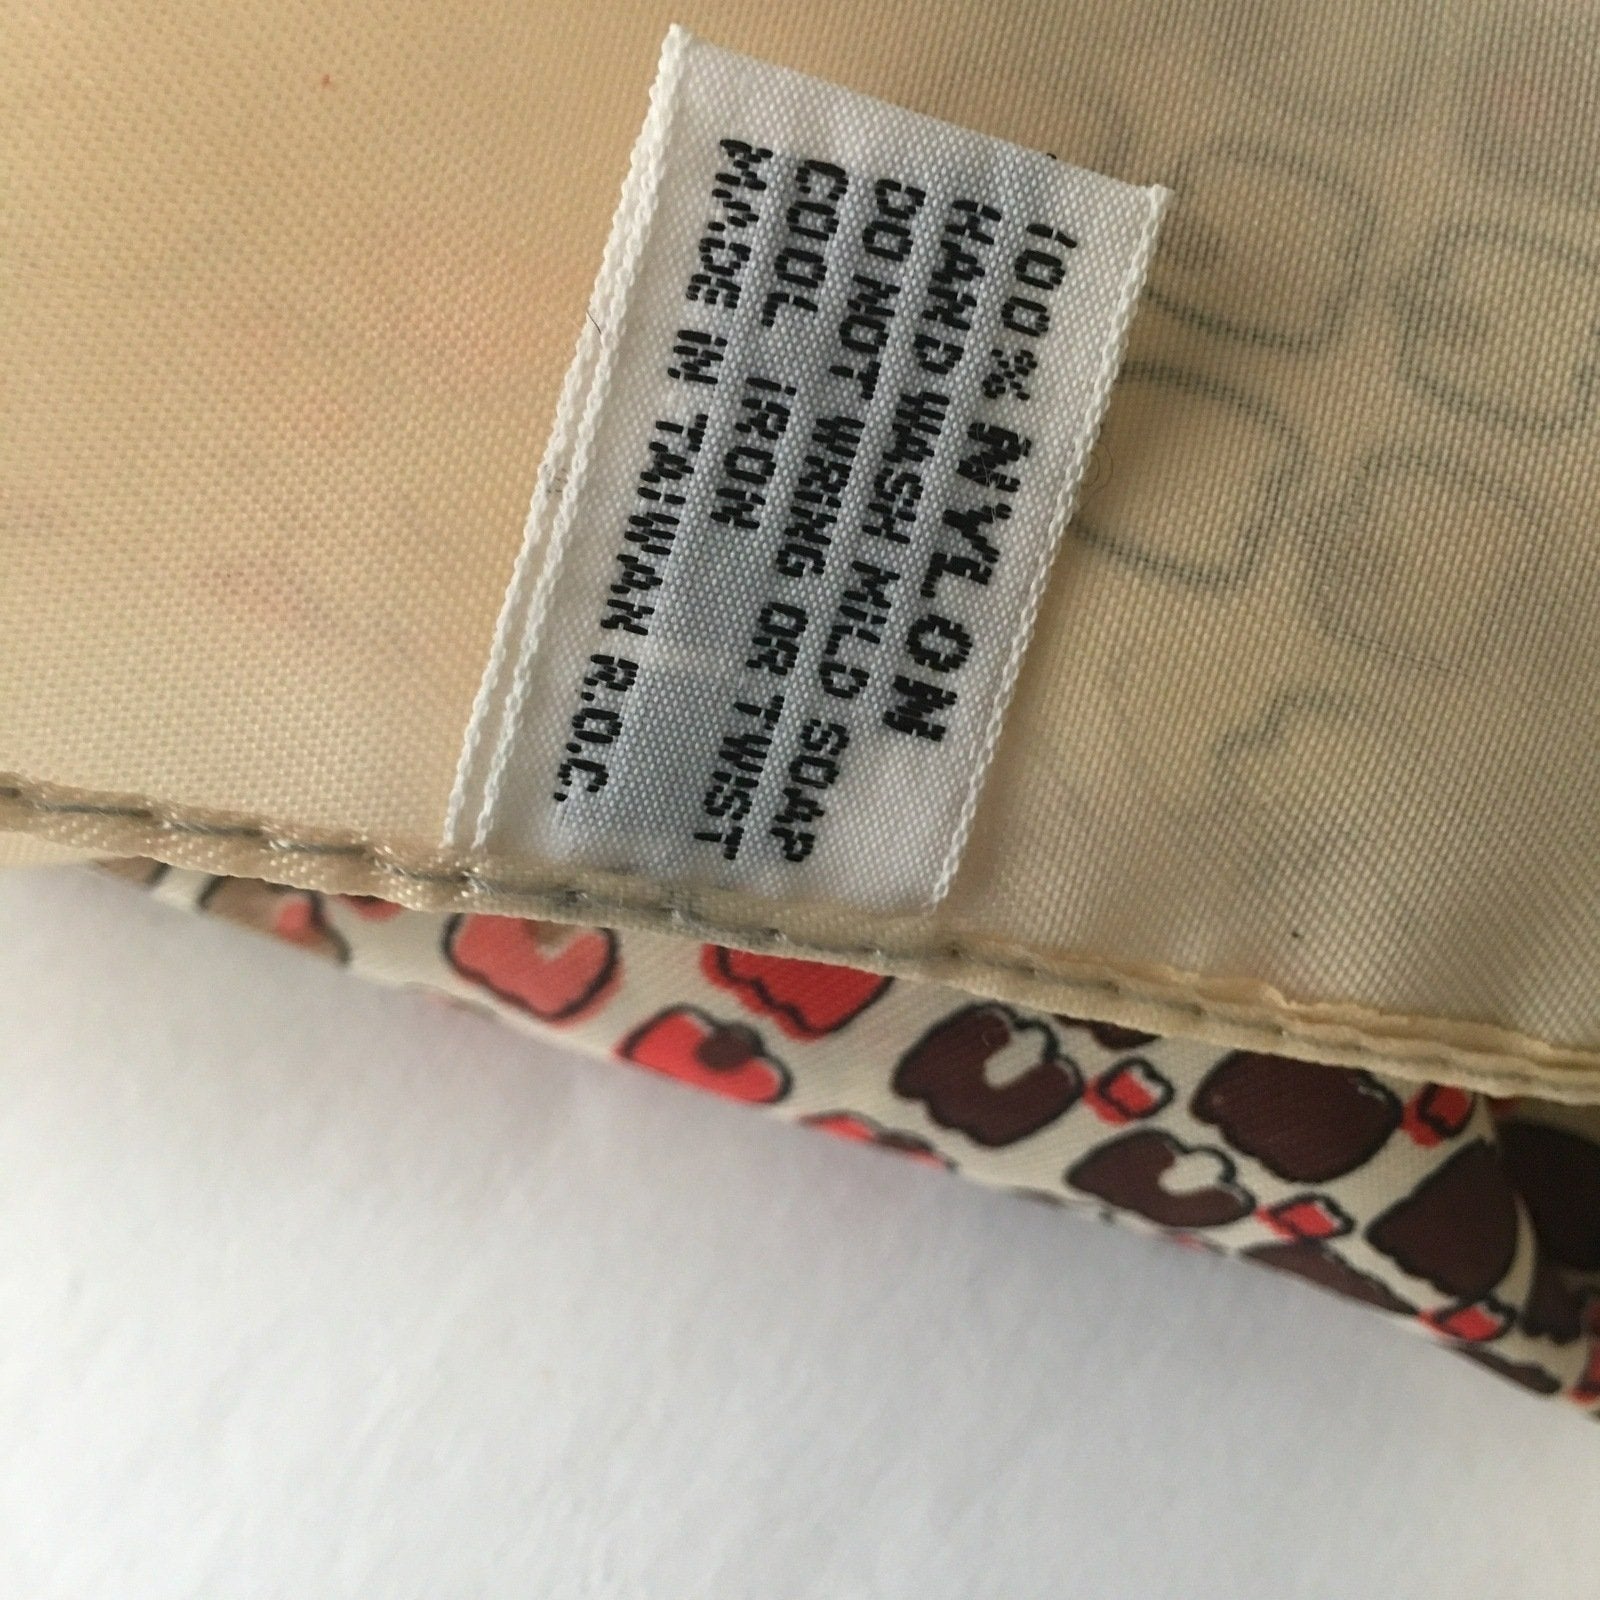 100% NYLON
HAND WASH MILD SOAP
DO NOT WRING OR TWIST
COOL IRON
MADE IN TAIWAN R.O.C.